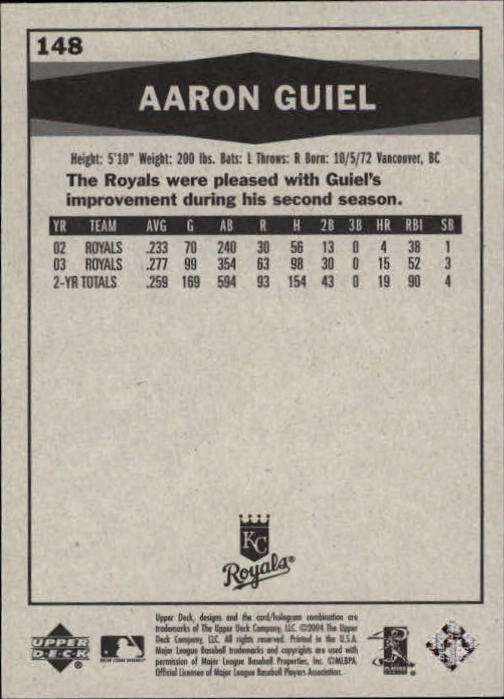 148
AARON GUIEL
Height: 5'10" Weight: 200 lbs. Bats: L Throws: R Born: 10/5/72 Vancouver, BC
The Royals were pleased with Guiel's
improvement during his second season.
YR TEAM AVG G AB R H 2B 3B HR RBI SB
02 ROYALS .233 70 240 30 56 13 0 4 38 1
03 ROYALS .277 99 354 63 98 30 0 15 52 3
2-YR TOTALS .259 169 594 93 154 43 0 19 90 4
KC
Royals®
Upper Deck, designs and the card/hologram combination are
trademarks of The Upper Deck Company, LLC. ©2004 The Upper
Deck Company, LLC. All rights reserved. Printed in the U.S.A.
Major League Baseball trademarks and copyrights are used with
permission of Major League Baseball Properties, Inc. ©MLBPA,
Official Licensee of Major League Baseball Players Association.
UPPER
DECK